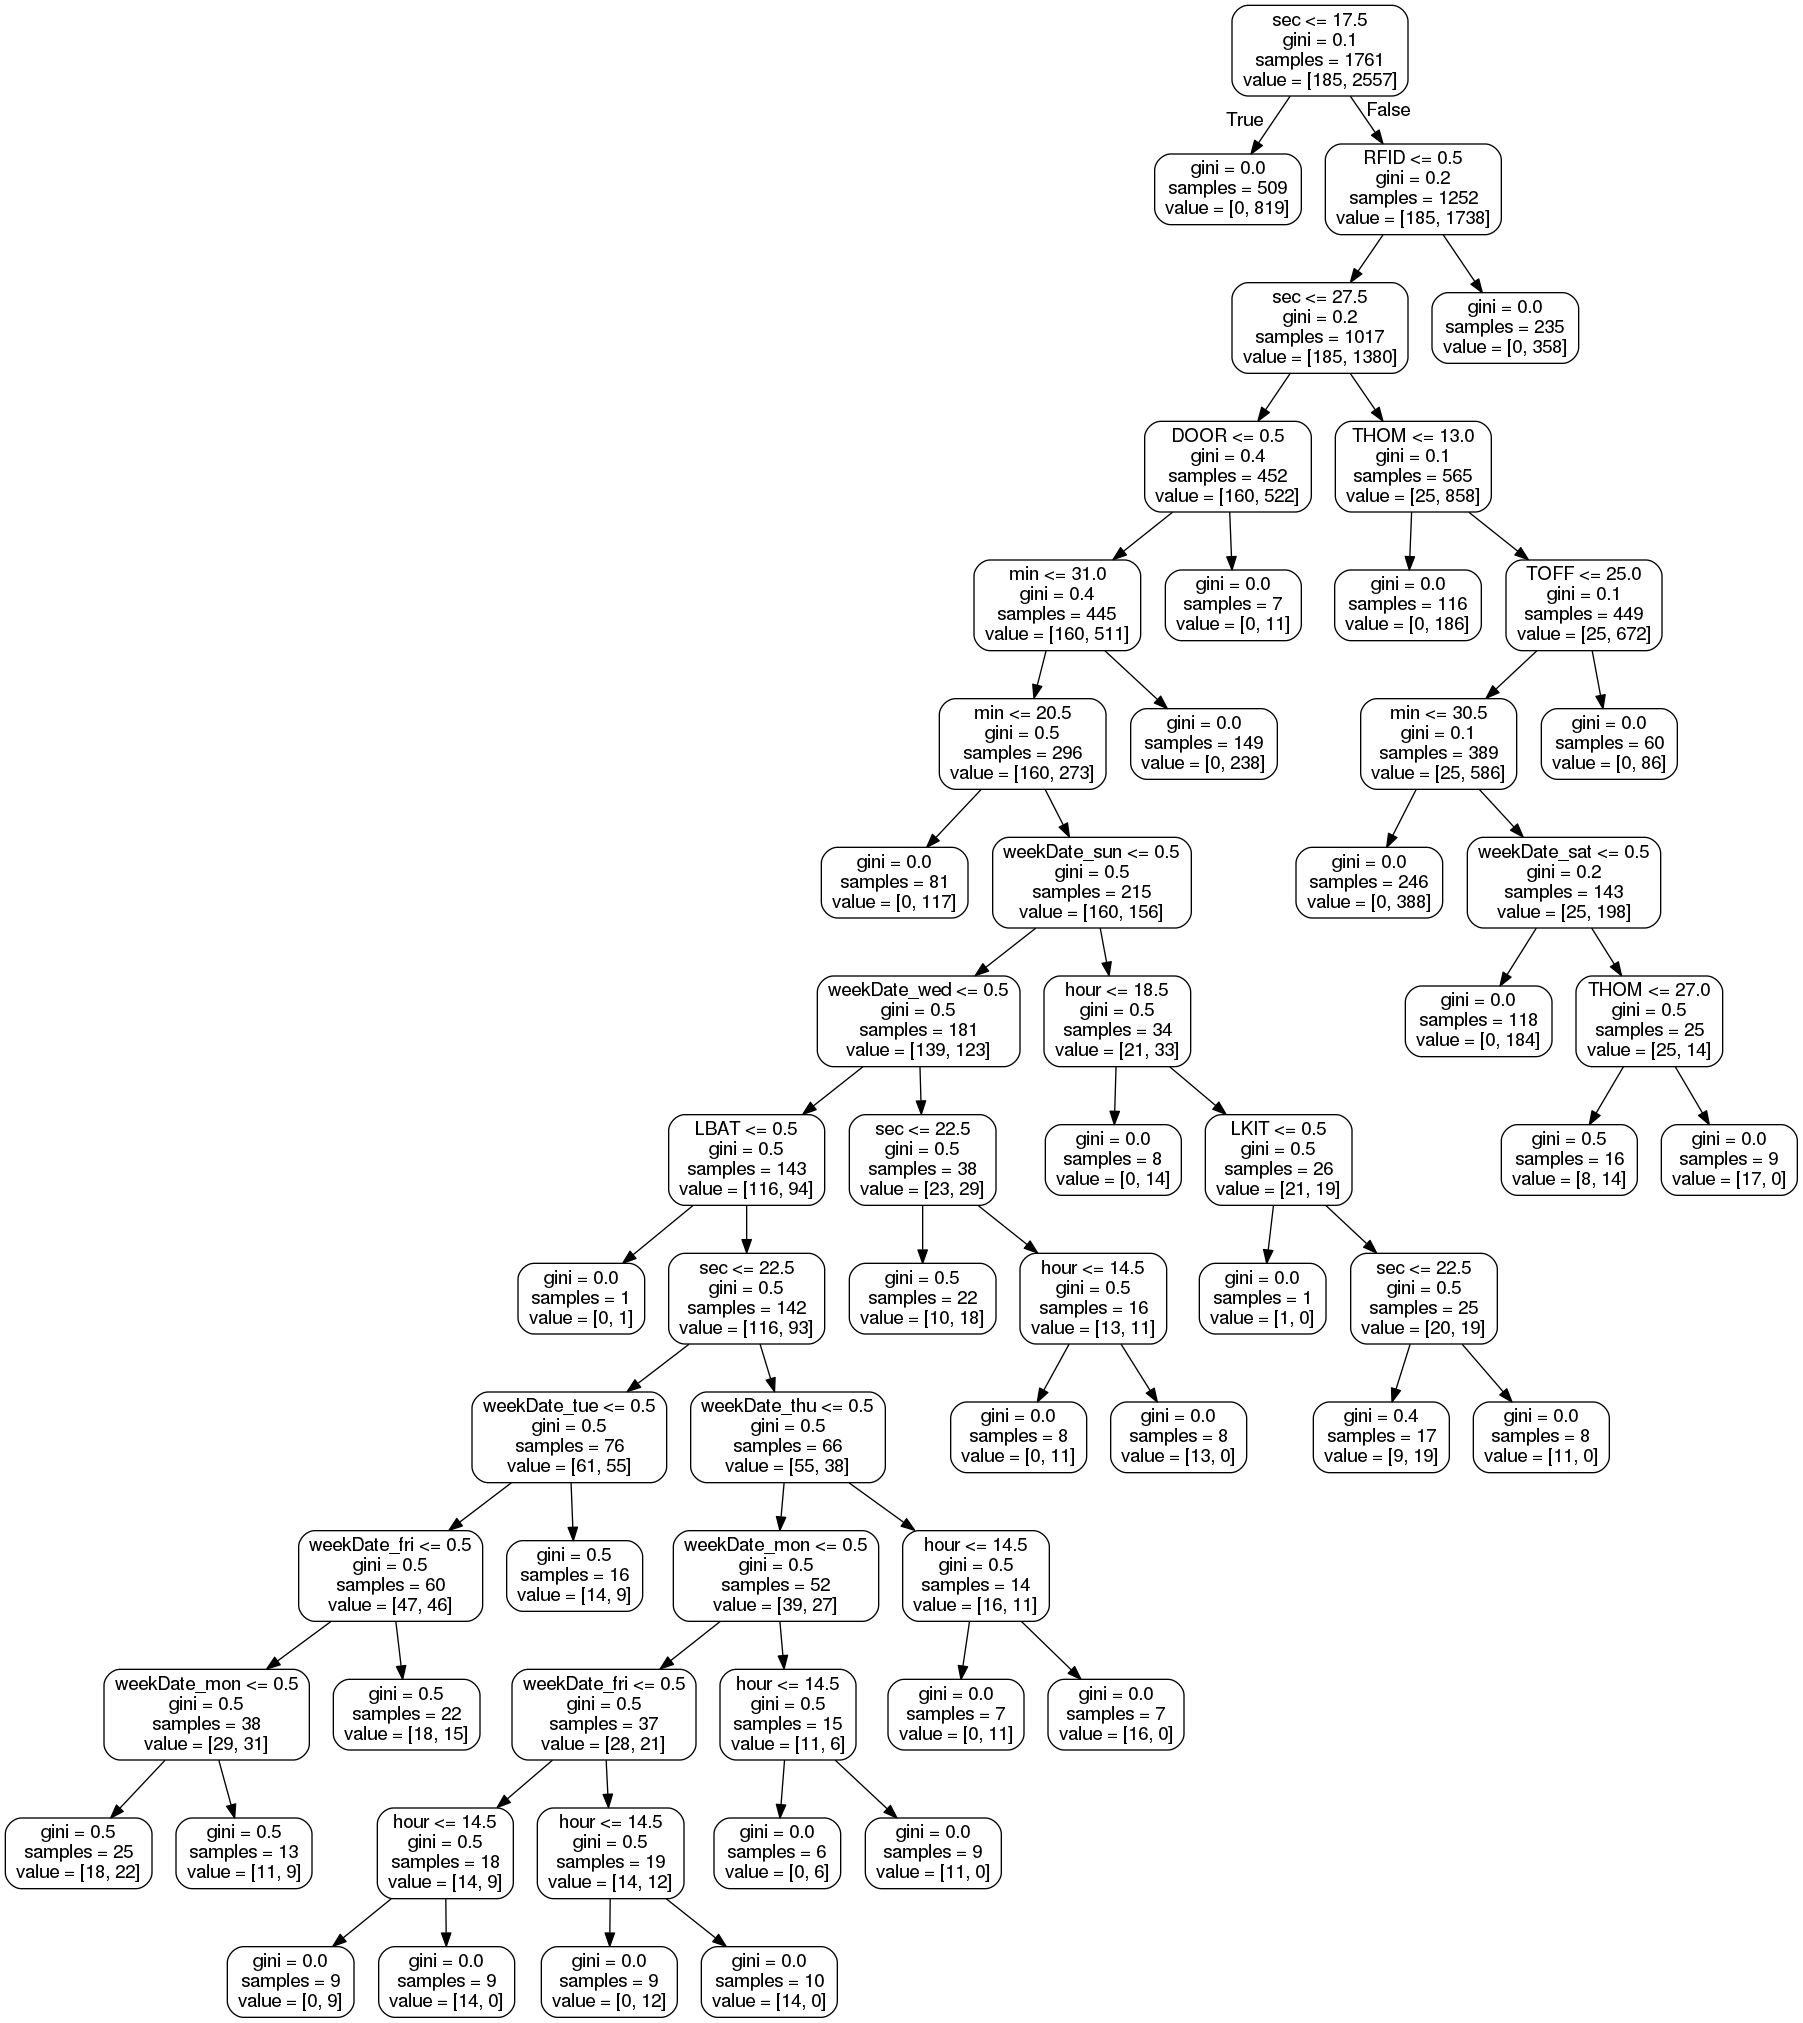 sec <= 17.5
gini = 0.1
samples = 1761
value = [185, 2557]
True
False
gini = 0.0
samples = 509
value = [0, 819]
RFID <= 0.5
gini = 0.2
samples = 1252
value = [185, 1738]
sec <= 27.5
gini = 0.2
samples = 1017
value = [185, 1380]
gini = 0.0
samples = 235
value = [0, 358]
DOOR <= 0.5
gini = 0.4
samples = 452
value = [160, 522]
THOM <= 13.0
gini = 0.1
samples = 565
value = [25, 858]
min <= 31.0
gini = 0.4
samples = 445
value = [160, 511]
gini = 0.0
samples = 7
value = [0, 11]
gini = 0.0
samples = 116
value = [0, 186]
TOFF <= 25.0
gini = 0.1
samples = 449
value = [25, 672]
min <= 20.5
gini = 0.5
samples = 296
value = [160, 273]
gini = 0.0
samples = 149
value = [0, 238]
min <= 30.5
gini = 0.1
samples = 389
value = [25, 586]
gini = 0.0
samples = 60
value = [0, 86]
gini = 0.0
samples = 81
value = [0, 117]
weekDate_sun <= 0.5
gini = 0.5
samples = 215
value = [160, 156]
gini = 0.0
samples = 246
value = [0, 388]
weekDate_sat <= 0.5
gini = 0.2
samples = 143
value = [25, 198]
weekDate_wed <= 0.5
gini = 0.5
samples = 181
value = [139, 123]
hour <= 18.5
gini = 0.5
samples = 34
value = [21, 33]
gini = 0.0
samples = 118
value = [0, 184]
THOM <= 27.0
gini = 0.5
samples = 25
value = [25, 14]
LBAT <= 0.5
gini = 0.5
samples = 143
value = [116, 94]
sec <= 22.5
gini = 0.5
samples = 38
value = [23, 29]
gini = 0.0
samples = 8
value = [0, 14]
LKIT <= 0.5
gini = 0.5
samples = 26
value = [21, 19]
gini = 0.5
samples = 16
value = [8, 14]
gini = 0.0
samples = 9
value = [17, 0]
gini = 0.0
samples = 1
value = [0, 1]
sec <= 22.5
gini = 0.5
samples = 142
value = [116, 93]
gini = 0.5
samples = 22
value = [10, 18]
hour <= 14.5
gini = 0.5
samples = 16
value = [13, 11]
gini = 0.0
samples = 1
value = [1, 0]
sec <= 22.5
gini = 0.5
samples = 25
value = [20, 19]
weekDate_tue <= 0.5
gini = 0.5
samples = 76
value = [61, 55]
weekDate_thu <= 0.5
gini = 0.5
samples = 66
value = [55, 38]
gini = 0.0
samples = 8
value = [0, 11]
gini = 0.0
samples = 8
value = [13, 0]
gini = 0.4
samples = 17
value = [9, 19]
gini = 0.0
samples = 8
value = [11, 0]
weekDate_fri <= 0.5
gini = 0.5
samples = 60
value = [47, 46]
gini = 0.5
samples = 16
value = [14, 9]
weekDate_mon <= 0.5
gini = 0.5
samples = 52
value = [39, 27]
hour <= 14.5
gini = 0.5
samples = 14
value = [16, 11]
weekDate_mon <= 0.5
gini = 0.5
samples = 38
value = [29, 31]
gini = 0.5
samples = 22
value = [18, 15]
weekDate_fri <= 0.5
gini = 0.5
samples = 37
value = [28, 21]
hour <= 14.5
gini = 0.5
samples = 15
value = [11, 6]
gini = 0.0
samples = 7
value = [0, 11]
gini = 0.0
samples = 7
value = [16, 0]
gini = 0.5
samples = 25
value = [18, 22]
gini = 0.5
samples = 13
value = [11, 9]
hour <= 14.5
gini = 0.5
samples = 18
value = [14, 9]
hour <= 14.5
gini = 0.5
samples = 19
value = [14, 12]
gini = 0.0
samples = 6
value = [0, 6]
gini = 0.0
samples = 9
value = [11, 0]
gini = 0.0
samples = 9
value = [0, 9]
gini = 0.0
samples = 9
value = [14, 0]
gini = 0.0
samples = 9
value = [0, 12]
gini = 0.0
samples = 10
value = [14, 0]